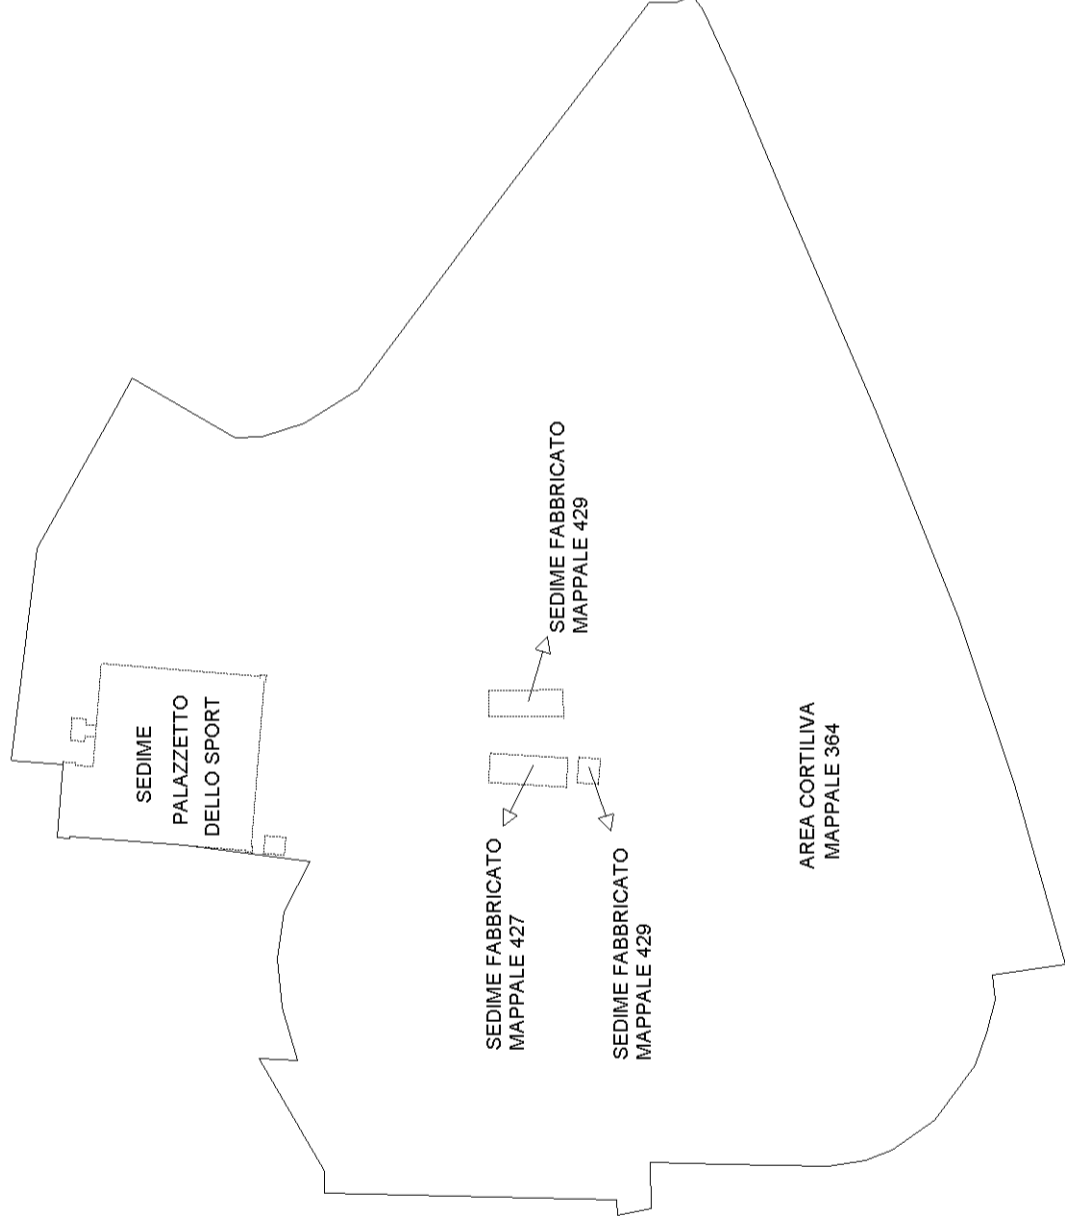 SEDIME
PALAZZETTO
DELLO SPORT
SEDIME FABBRICATO
MAPPALE 427
SEDIME FABBRICATO
MAPPALE 429
SEDIME FABBRICATO
MAPPALE 429
AREA CORTILIVA
MAPPALE 364